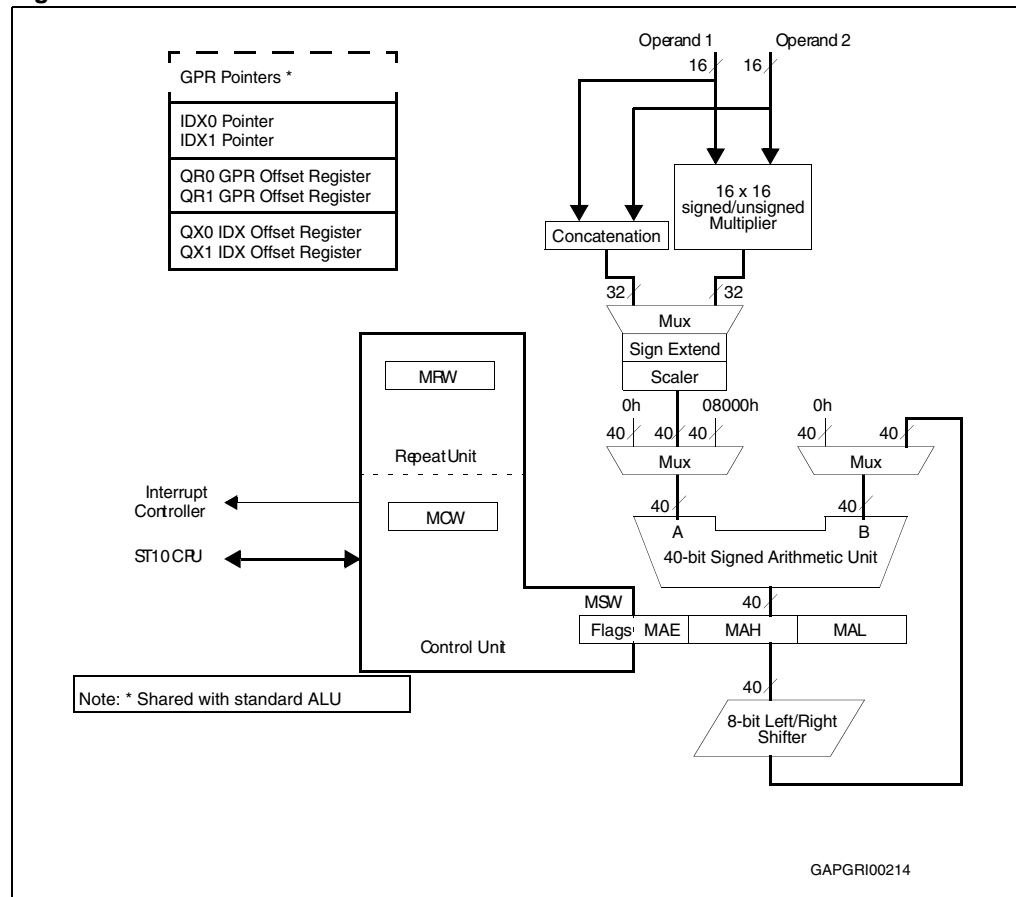 GPR Pointers *
IDX0 Pointer
IDX1 Pointer
QR0 GPR Offset Register
QR1 GPR Offset Register
QX0 IDX Offset Register
QX1 IDX Offset Register
Operand 1
Operand 2
16
16
Concatenation
16 x 16
signed/unsigned
Multiplier
32
32
Mux
Sign Extend
Scaler
0h
08000h
0h
40
40
40
40
40
Mux
Mux
40
40
A
B
40-bit Signed Arithmetic Unit
MRW
Repeat Unit
MCW
Interrupt
Controller
ST10 CPU
Control Unit
MSW
40
Flags
MAE
MAH
MAL
40
8-bit Left/Right
Shifter
Note: * Shared with standard ALU
GAPGRI00214